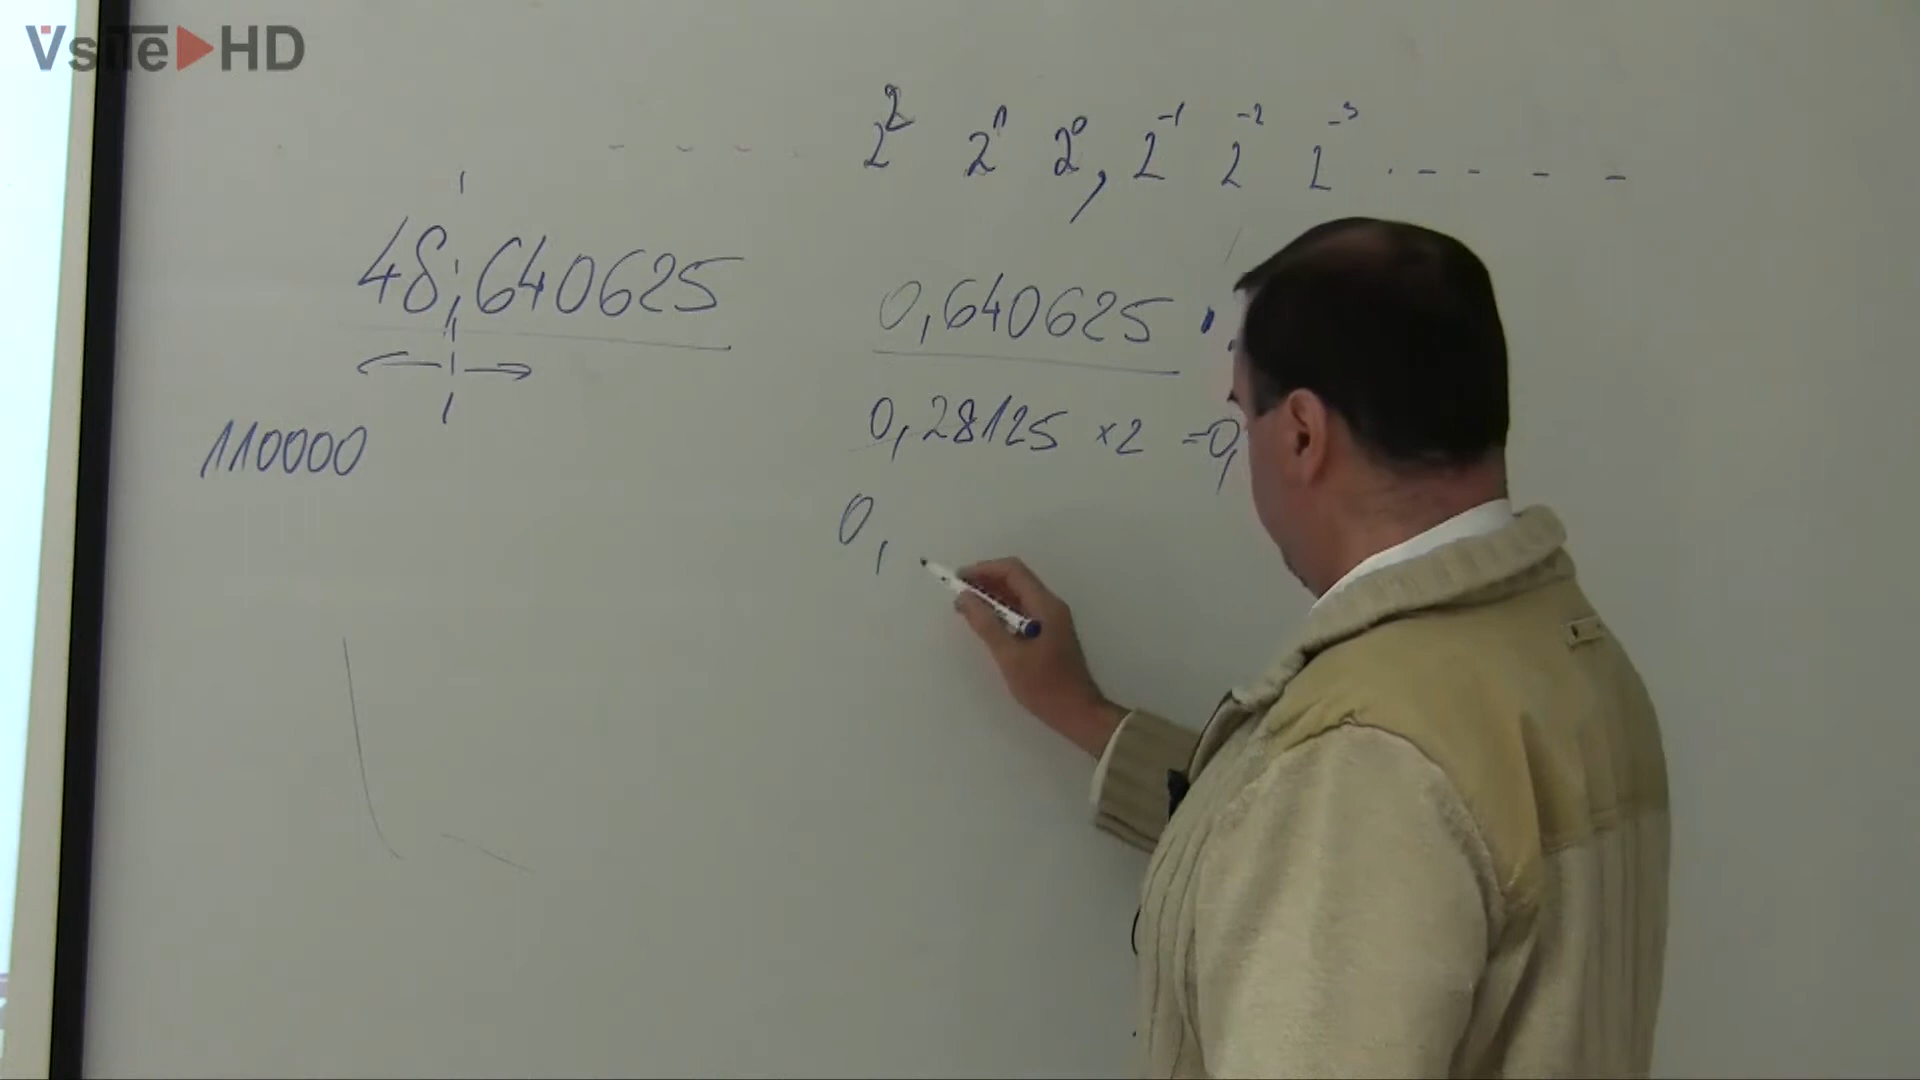 VsiTe HD
2² 2¹ 2⁰, 2⁻¹ 2⁻² 2⁻³ . - - - -
48,640625
0,640625 ·
110000
0,28125 × 2 = 0,
0,